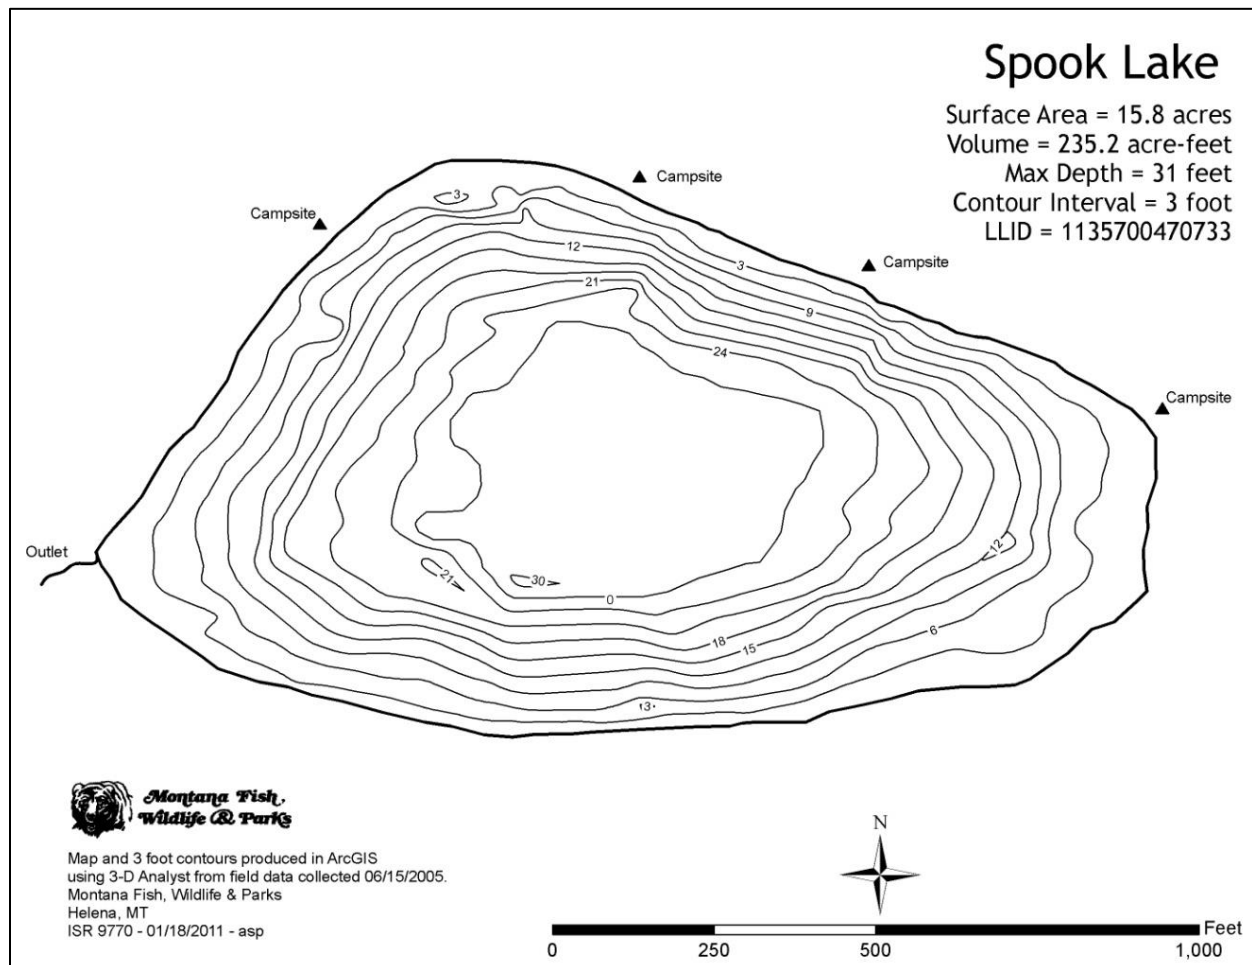 Spook Lake
Surface Area = 15.8 acres
Volume = 235.2 acre-feet
Max Depth = 31 feet
Contour Interval = 3 foot
LLID = 1135700470733
Campsite
3
Campsite
12
3
Campsite
21
9
24
Campsite
12
Outlet
21
30
0
6
18
15
13
Montana Fish,
Wildlife & Parks
Map and 3 foot contours produced in ArcGIS
using 3-D Analyst from field data collected 06/15/2005.
Montana Fish, Wildlife & Parks
Helena, MT
ISR 9770 - 01/18/2011 - asp
N
Feet
0 250 500 1,000